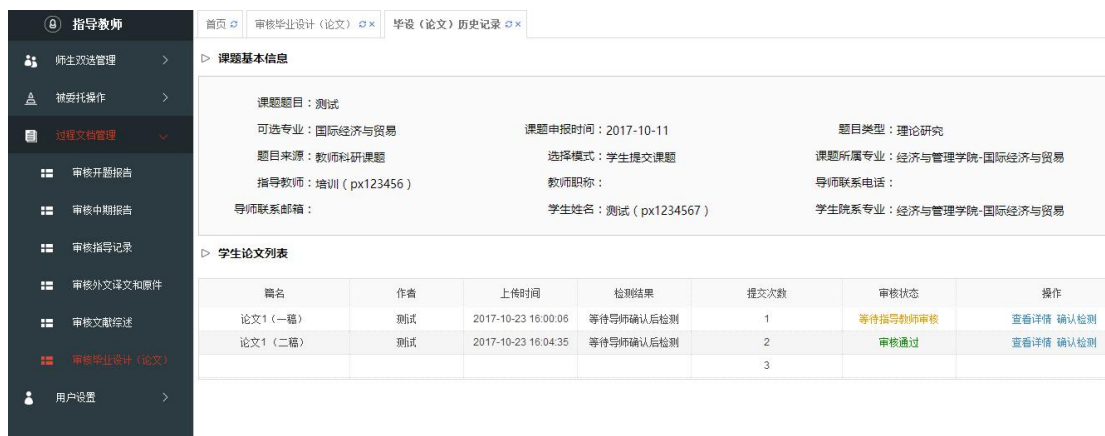 指导教师
首页 审核毕业设计（论文） 毕设（论文）历史记录
师生双选管理
被委托操作
过程文档管理
审核开题报告
审核中期报告
审核指导记录
审核外文译文和原件
审核文献综述
审核毕业设计（论文）
用户设置
课题基本信息
课题题目：测试
可选专业：国际经济与贸易 课题申报时间：2017-10-11 题目类型：理论研究
题目来源：教师科研课题 选择模式：学生提交课题 课题所属专业：经济与管理学院-国际经济与贸易
指导教师：培训（px123456） 教师职称： 导师联系电话：
导师联系邮箱： 学生姓名：测试（px1234567） 学生院系专业：经济与管理学院-国际经济与贸易
学生论文列表
篇名 作者 上传时间 检测结果 提交次数 审核状态 操作
论文1（一稿） 测试 2017-10-23 16:00:06 等待导师确认后检测 1 等待指导教师审核 查看详情 确认检测
论文1（二稿） 测试 2017-10-23 16:04:35 等待导师确认后检测 2 审核通过 查看详情 确认检测
3